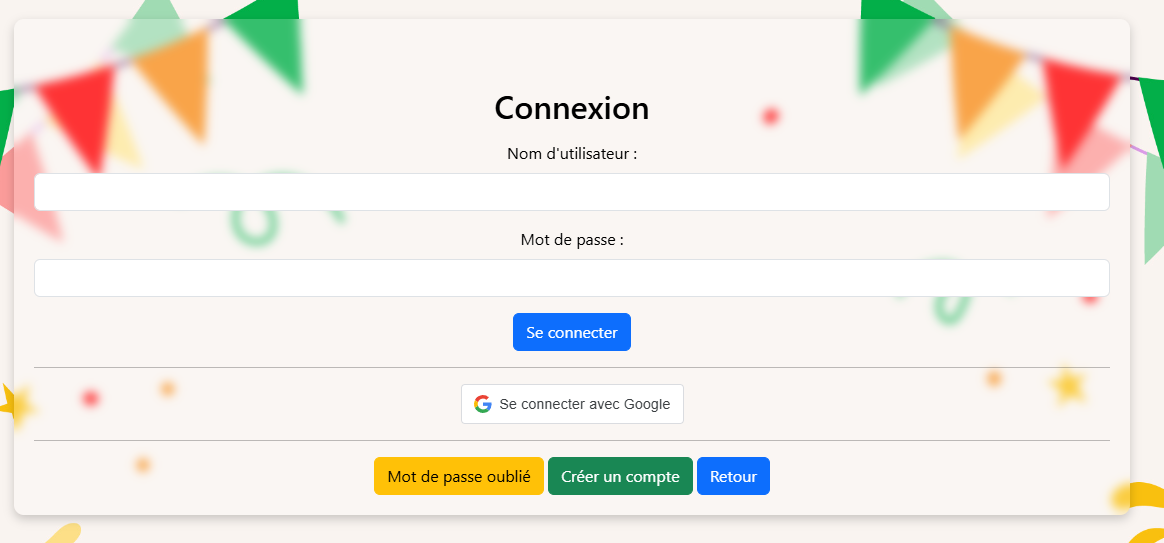 Connexion
Nom d'utilisateur :
Mot de passe :
Se connecter
Se connecter avec Google
Mot de passe oublié Créer un compte Retour